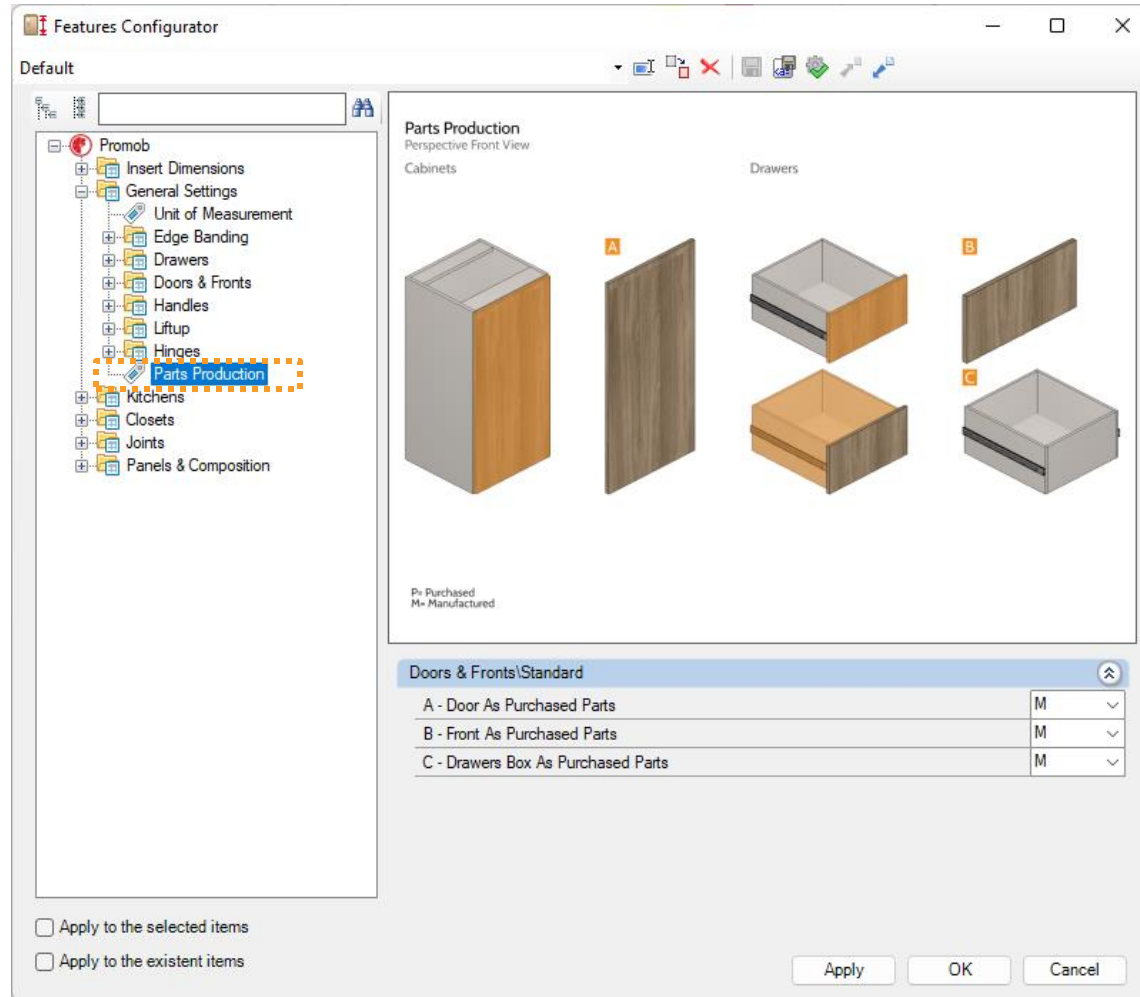 Features Configurator
Default
Promob
Insert Dimensions
General Settings
Unit of Measurement
Edge Banding
Drawers
Doors & Fronts
Handles
Liftup
Hinges
Parts Production
Kitchens
Closets
Joints
Panels & Composition
Parts Production
Perspective Front View
Cabinets
Drawers
A
B
C
P= Purchased
M= Manufactured
Doors & Fronts\Standard
A - Door As Purchased Parts M
B - Front As Purchased Parts M
C - Drawers Box As Purchased Parts M
Apply to the selected items
Apply to the existent items
Apply OK Cancel